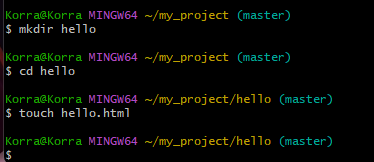 Korra@Korra MINGW64 ~/my_project (master)
$ mkdir hello
Korra@Korra MINGW64 ~/my_project (master)
$ cd hello
Korra@Korra MINGW64 ~/my_project/hello (master)
$ touch hello.html
Korra@Korra MINGW64 ~/my_project/hello (master)
$